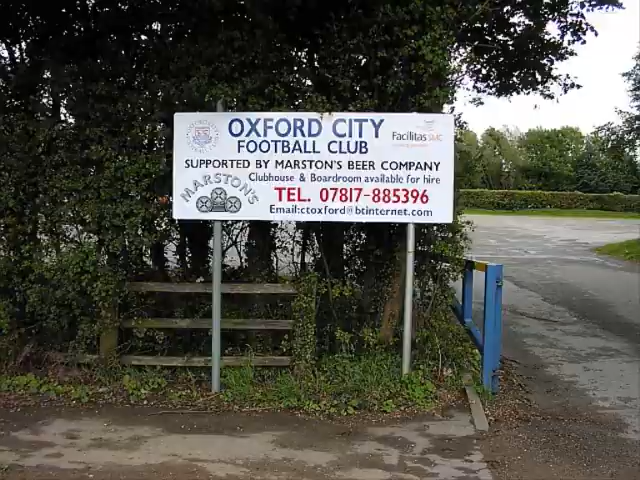 OXFORD CITY
FOOTBALL CLUB
Facilitas SMC
SUPPORTED BY MARSTON'S BEER COMPANY
Clubhouse & Boardroom available for hire
MARSTON'S
TEL. 07817-885396
Email:ctoxford@btinternet.com